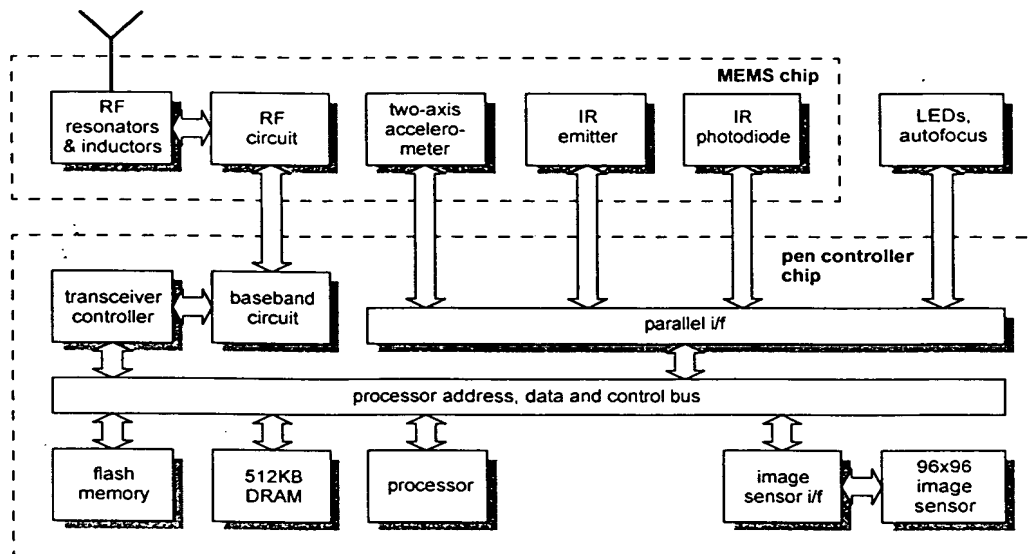 MEMS chip
RF
resonators
& inductors
RF
circuit
two-axis
accelero-
meter
IR
emitter
IR
photodiode
LEDs,
autofocus
pen controller
chip
transceiver
controller
baseband
circuit
parallel i/f
processor address, data and control bus
flash
memory
512KB
DRAM
processor
image
sensor i/f
96x96
image
sensor